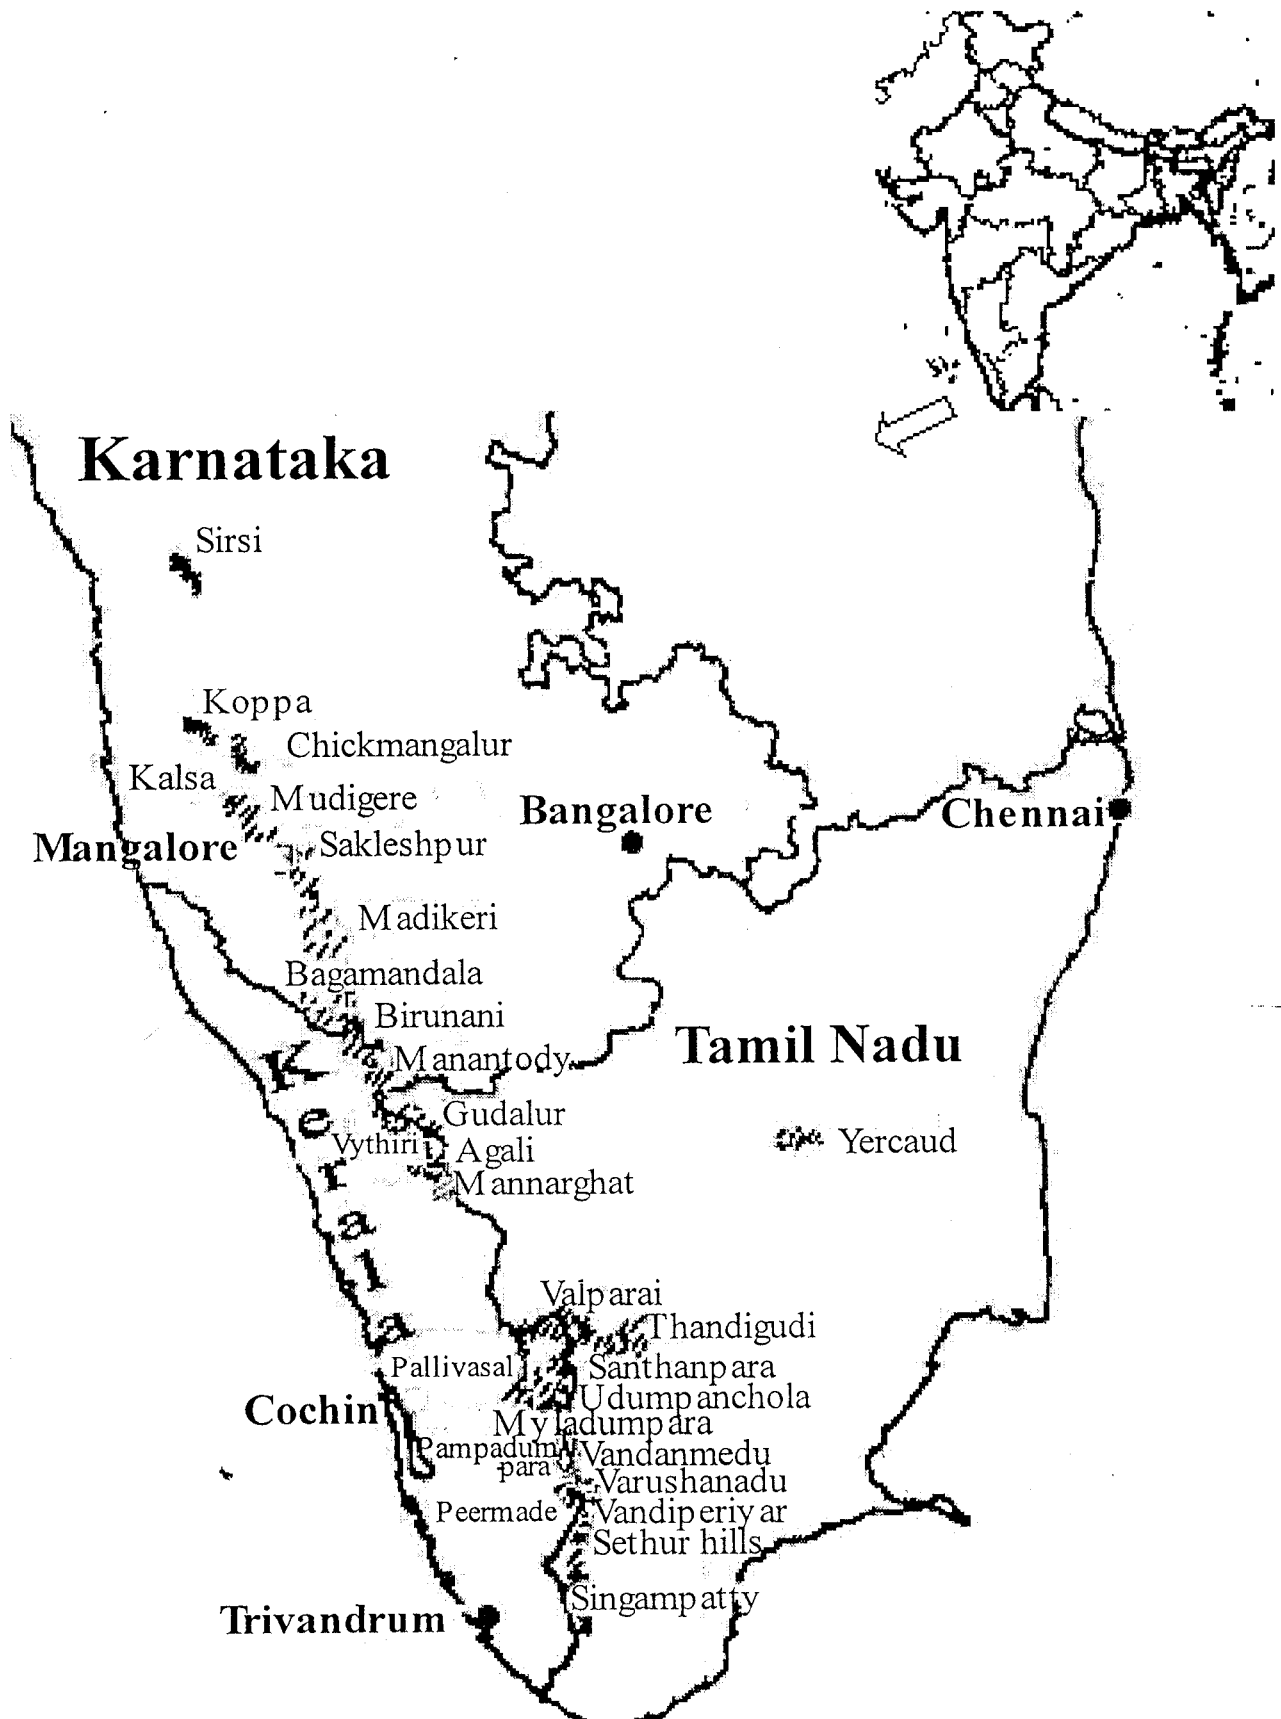 Karnataka
Sirsi
Koppa
Chickmangalur
Kalsa
Mudigere
Bangalore
Chennai
Mangalore
Sakleshpur
Madikeri
Bagamandala
Birunani
Tamil Nadu
Kerala
Manantody
Gudalur
Vythiri
Agali
Yercaud
Mannarghat
Valparai
Thandigudi
Pallivasal
Santhanpara
Udumpanchola
Cochin
Myladumpara
Pampadum
para
Vandanmedu
Varushanadu
Peermade
Vandiperiyar
Sethur hills
Singampatty
Trivandrum